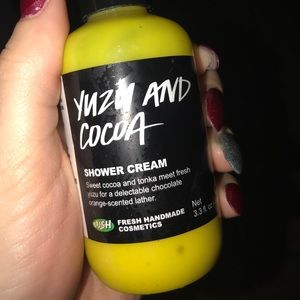 YUZU AND
COCOA
SHOWER CREAM
Sweet cocoa and tonka meet fresh
yuzu for a delectable chocolate
orange-scented lather.
Net
3.3 fl
LUSH
FRESH HANDMADE
COSMETICS